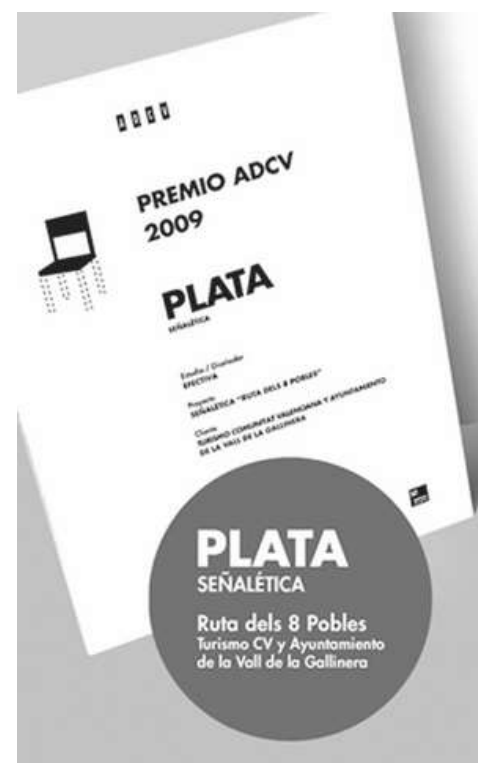 ADCV
PREMIO ADCV
2009
PLATA
SEÑALÉTICA
Estudio / Diseñador
EFECTIVA
Proyecto
SEÑALÉTICA "RUTA DELS 8 POBLES"
Cliente
TURISMO COMUNITAT VALENCIANA Y AYUNTAMIENTO
DE LA VALL DE LA GALLINERA
PLATA
SEÑALÉTICA
Ruta dels 8 Pobles
Turismo CV y Ayuntamiento
de la Vall de la Gallinera